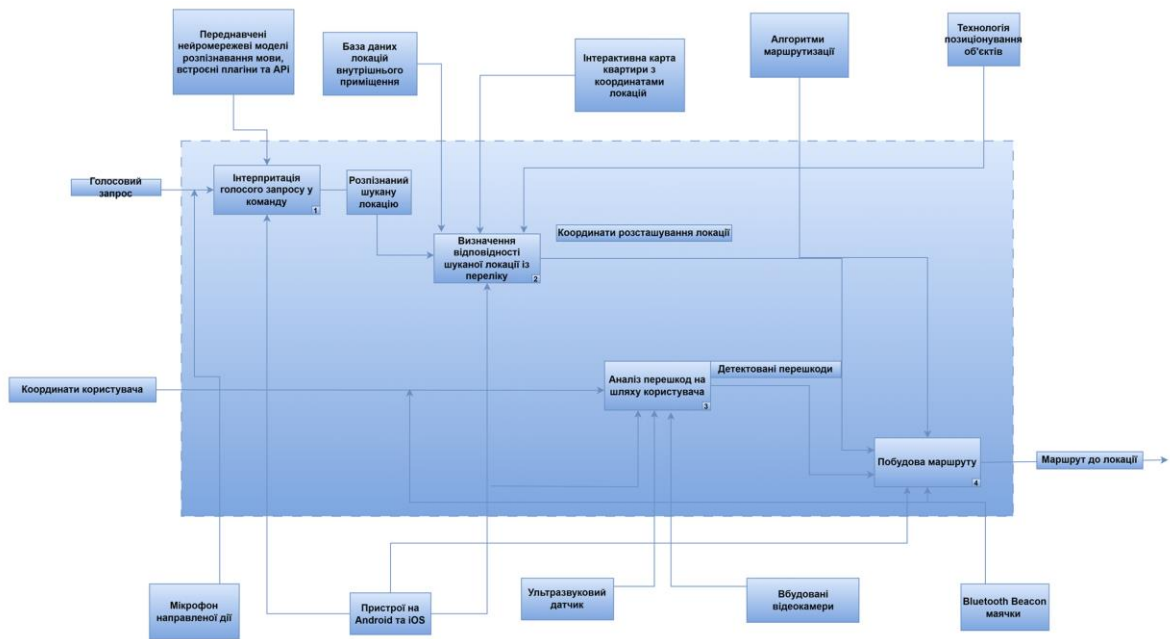 Переднавчені
нейромережеві моделі
розпізнавання мови,
встроєні плагіни та APi
База даних
локацій
внутрішнього
приміщення
Інтерактивна карта
квартири з
координатами
локацій
Алгоритми
маршрутизації
Технологія
позиціонування
об'єктів
Голосовий
запрос
Інтерпритація
голосого запросу у
команду
1
Розпізнаний
шукану
локацію
Визначення
відповідності
шуканої локації із
переліку
2
Координати розсташування локації
Координати користувача
Аналіз перешкод на
шляху користувача
3
Детектовані перешкоди
Побудова маршруту
4
Маршрут до локації
Мікрофон
направленої дії
Пристрої на
Android та iOS
Ультразвуковий
датчик
Вбудовані
відеокамери
Bluetooth Beacon
маячки